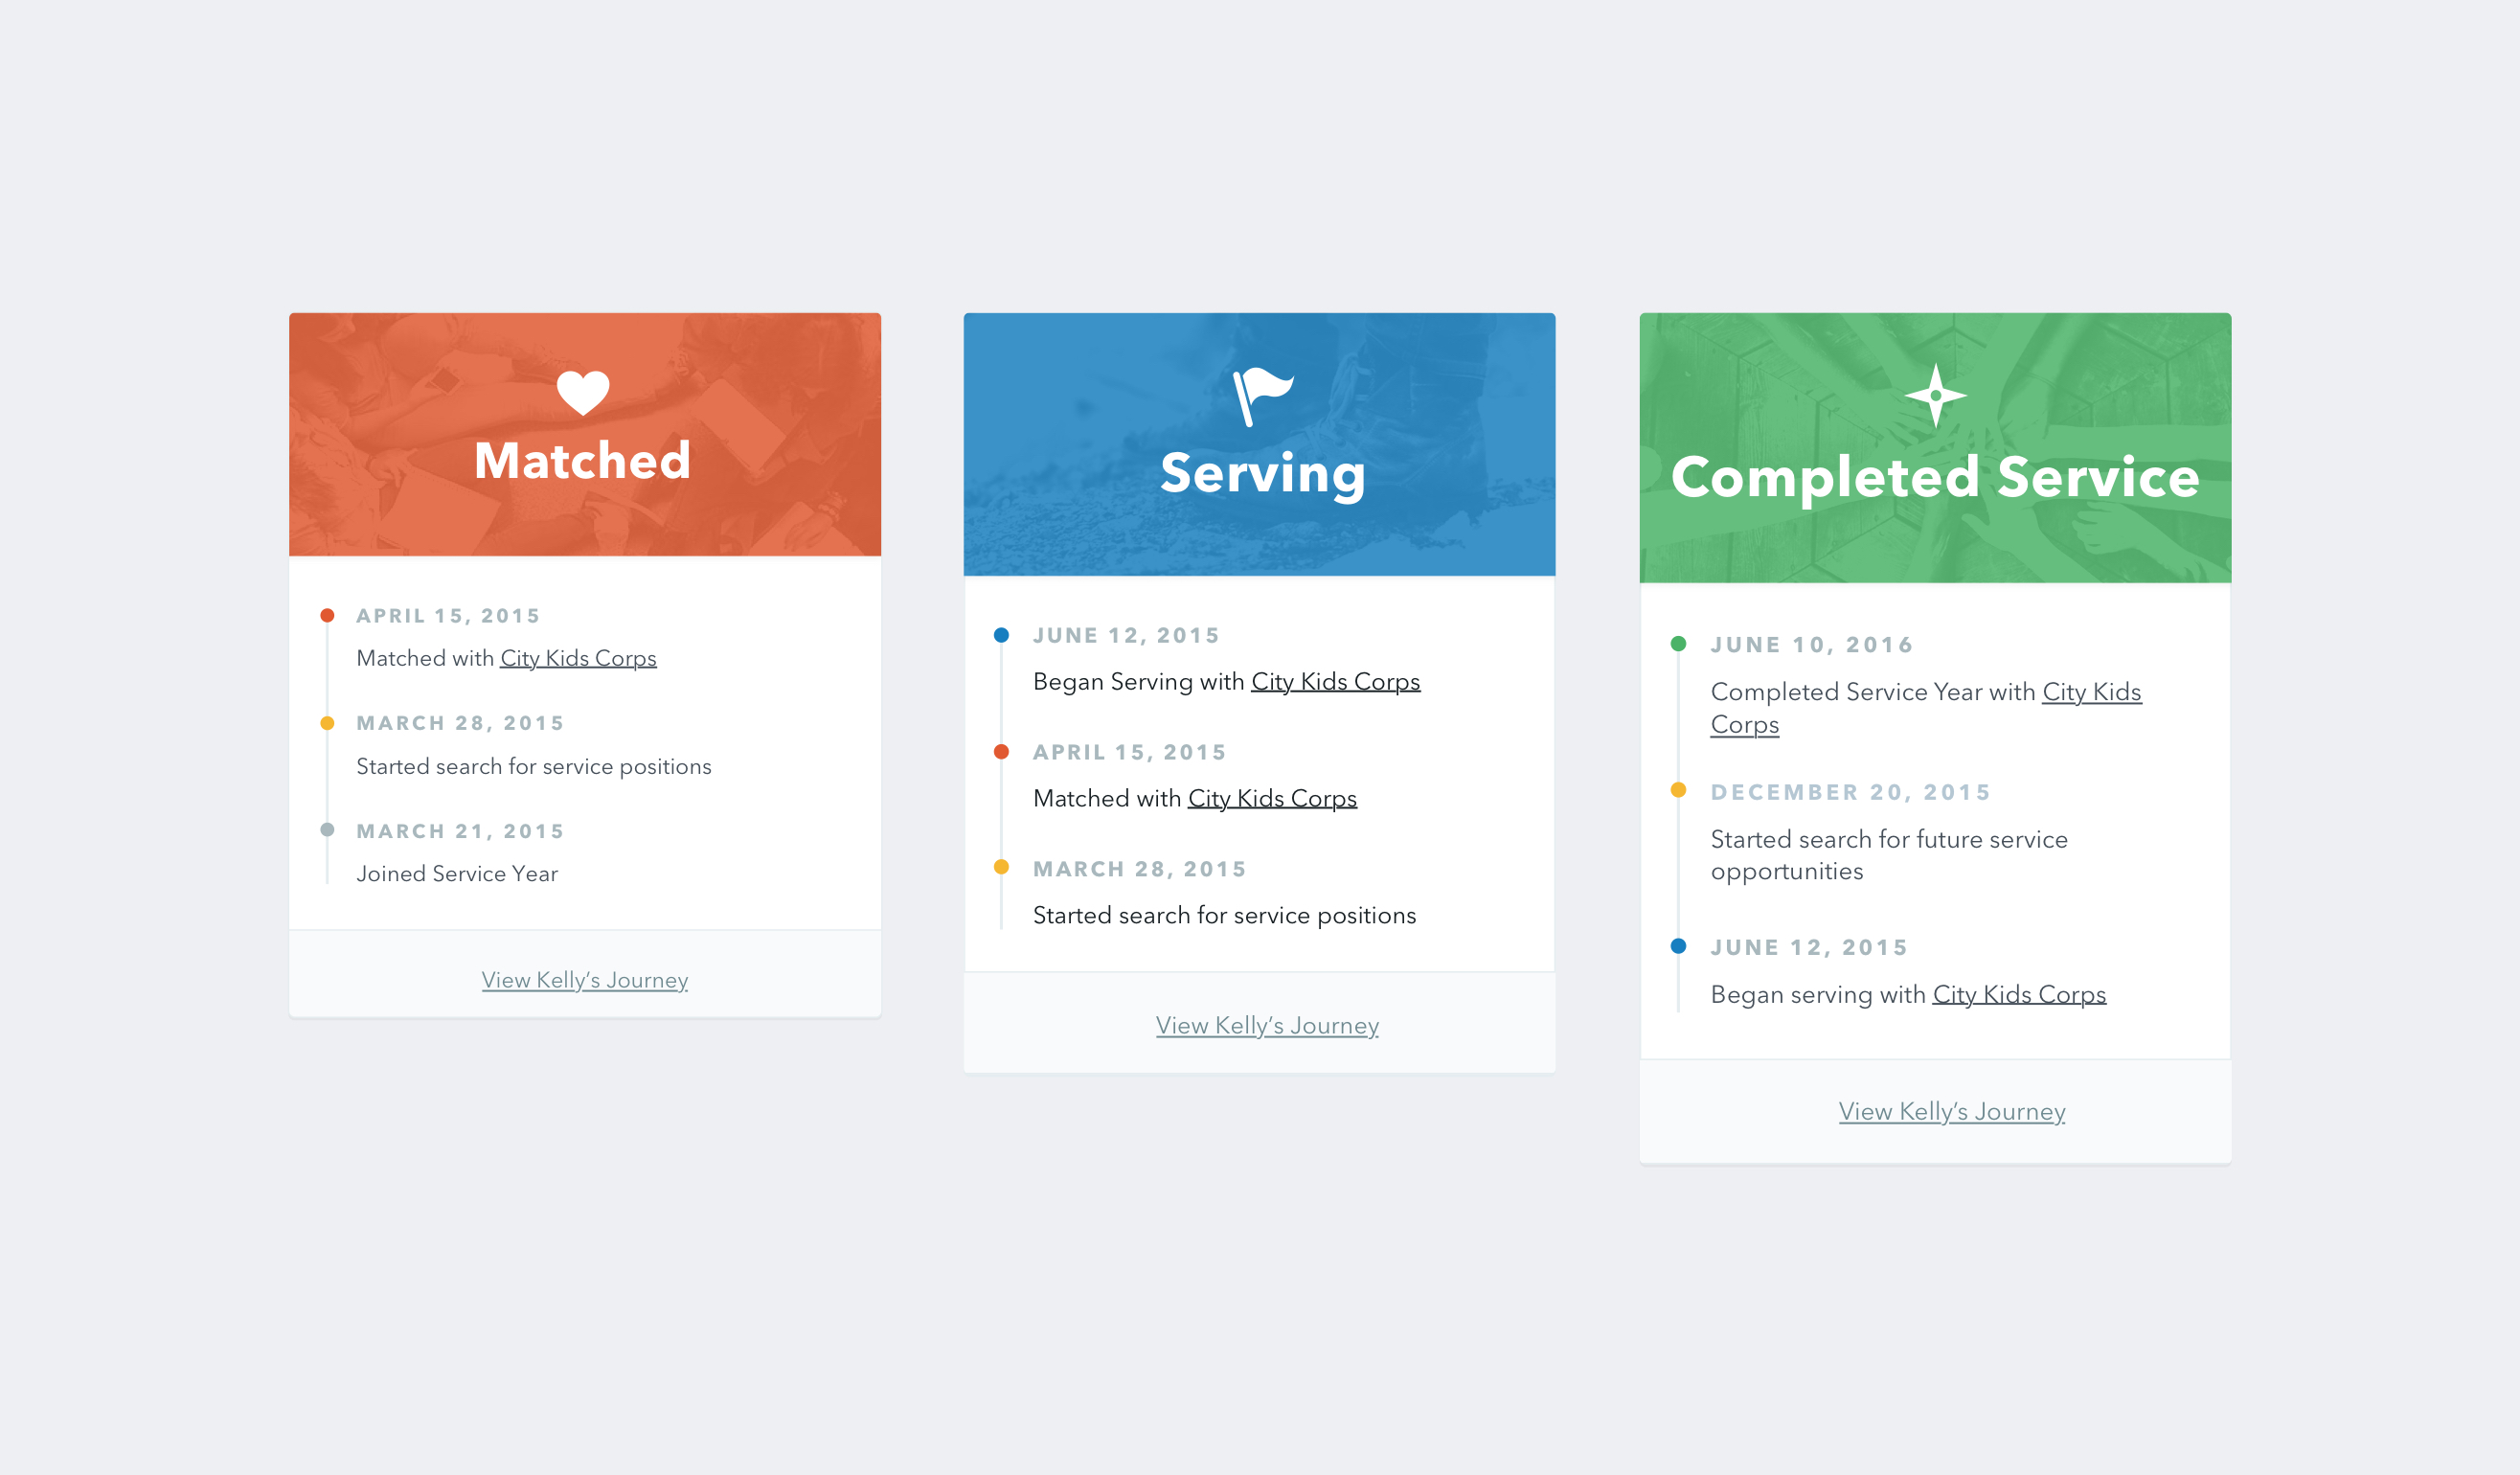 Matched
APRIL 15, 2015
Matched with City Kids Corps
MARCH 28, 2015
Started search for service positions
MARCH 21, 2015
Joined Service Year
View Kelly’s Journey
Serving
JUNE 12, 2015
Began Serving with City Kids Corps
APRIL 15, 2015
Matched with City Kids Corps
MARCH 28, 2015
Started search for service positions
View Kelly’s Journey
Completed Service
JUNE 10, 2016
Completed Service Year with City Kids
Corps
DECEMBER 20, 2015
Started search for future service
opportunities
JUNE 12, 2015
Began serving with City Kids Corps
View Kelly’s Journey